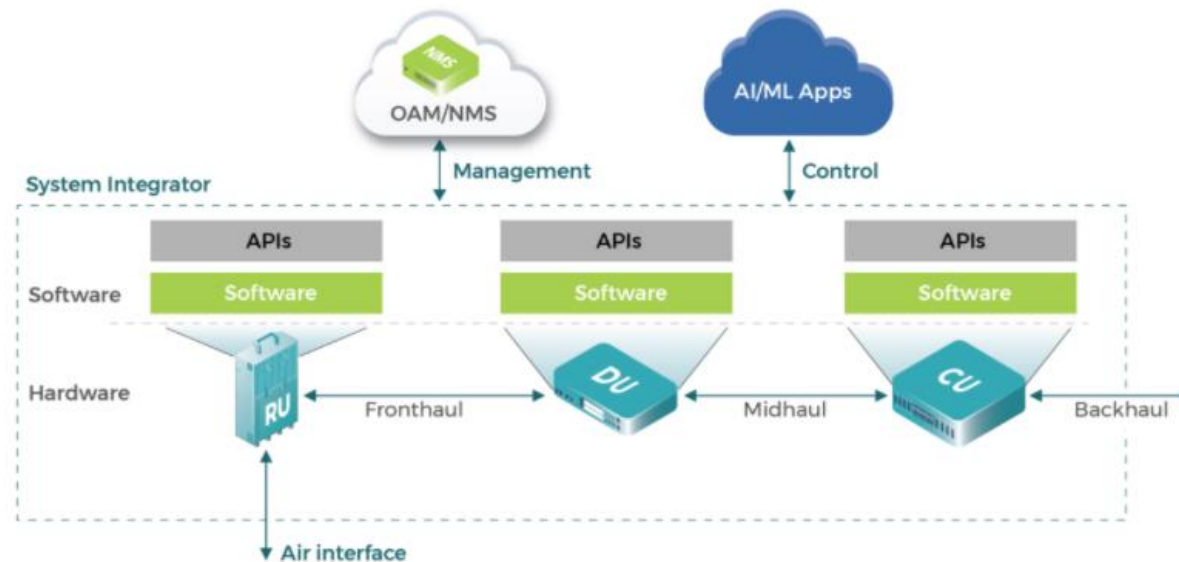 NMS
OAM/NMS
AI/ML Apps
Management
Control
System Integrator
APIs
APIs
APIs
Software
Software
Software
Software
Hardware
RU
DU
CU
Fronthaul
Midhaul
Backhaul
Air interface